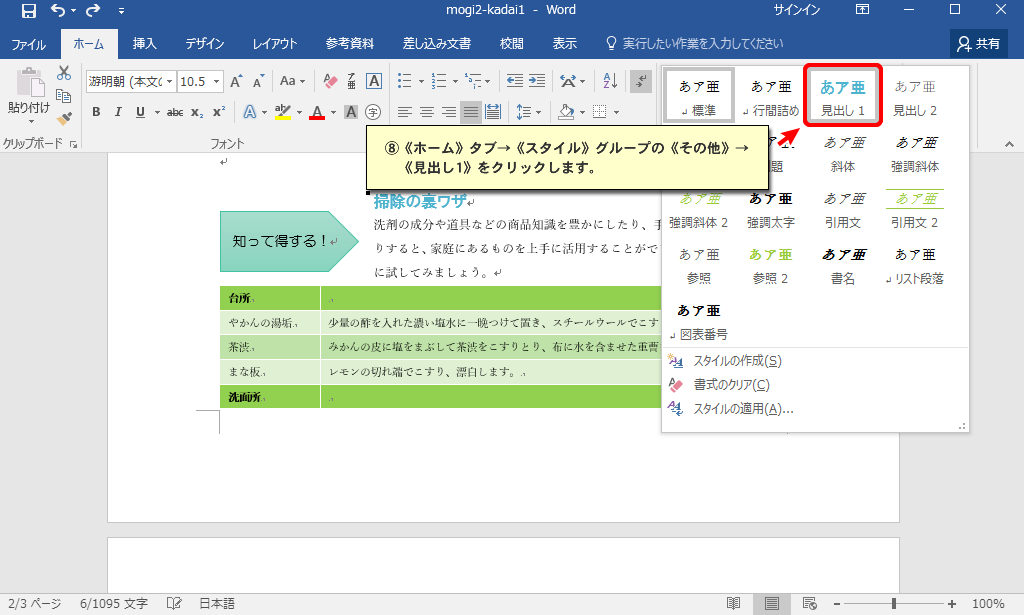 mogi2-kadai1 - Word
サインイン
ファイル
ホーム
挿入
デザイン
レイアウト
参考資料
差し込み文書
校閲
表示
実行したい作業を入力してください
共有
貼り付け
クリップボード
游明朝 (本文(
10.5
A A Aa A
B I U abc x₂ x²
A ab A A 字
フォント
あア亜 あア亜 あア亜 あア亜
↲標準 ↲行間詰め 見出し 1 見出し 2
⑧《ホーム》タブ→《スタイル》グループの《その他》→
《見出し1》をクリックします。
題
あア亜 あア亜
斜体 強調斜体
あア亜 あア亜 あア亜 あア亜
強調斜体 2 強調太字 引用文 引用文 2
あア亜 あア亜 あア亜 あア亜
参照 参照 2 書名 ↲リスト段落
あア亜
↲図表番号
スタイルの作成(S)
書式のクリア(C)
スタイルの適用(A)...
掃除の裏ワザ↵
知って得する！↵
洗剤の成分や道具などの商品知識を豊かにしたり、手
りすると、家庭にあるものを上手に活用することがで
に試してみましょう。↵
台所
やかんの湯垢 少量の酢を入れた濃い塩水に一晩つけて置き、スチールウールでこす
茶渋 みかんの皮に塩をまぶして茶渋をこすりとり、布に水を含ませた重曹
まな板 レモンの切れ端でこすり、漂白します。
洗面所
2/3 ページ 6/1095 文字 日本語
100%